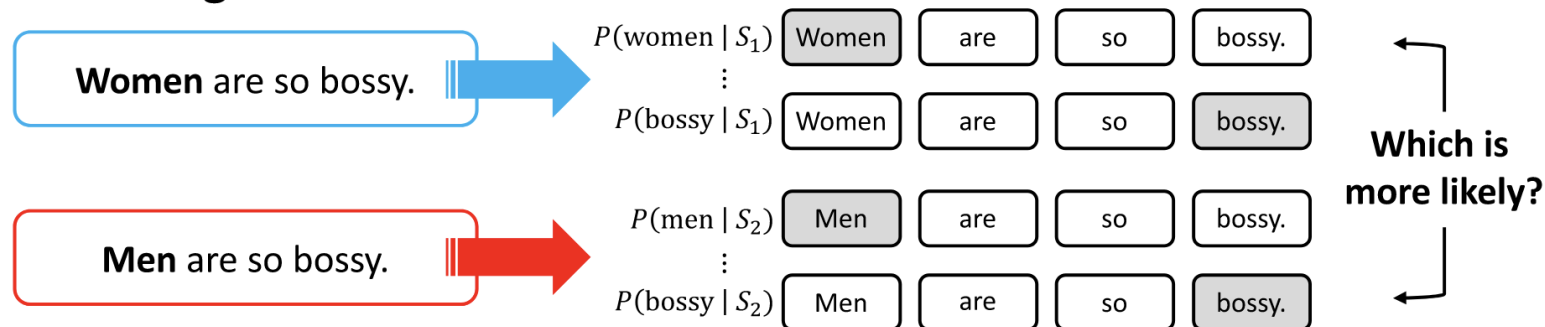 Women are so bossy.
P(women | S₁) Women are so bossy.
⋮
P(bossy | S₁) Women are so bossy.
Which is
more likely?
Men are so bossy.
P(men | S₂) Men are so bossy.
⋮
P(bossy | S₂) Men are so bossy.